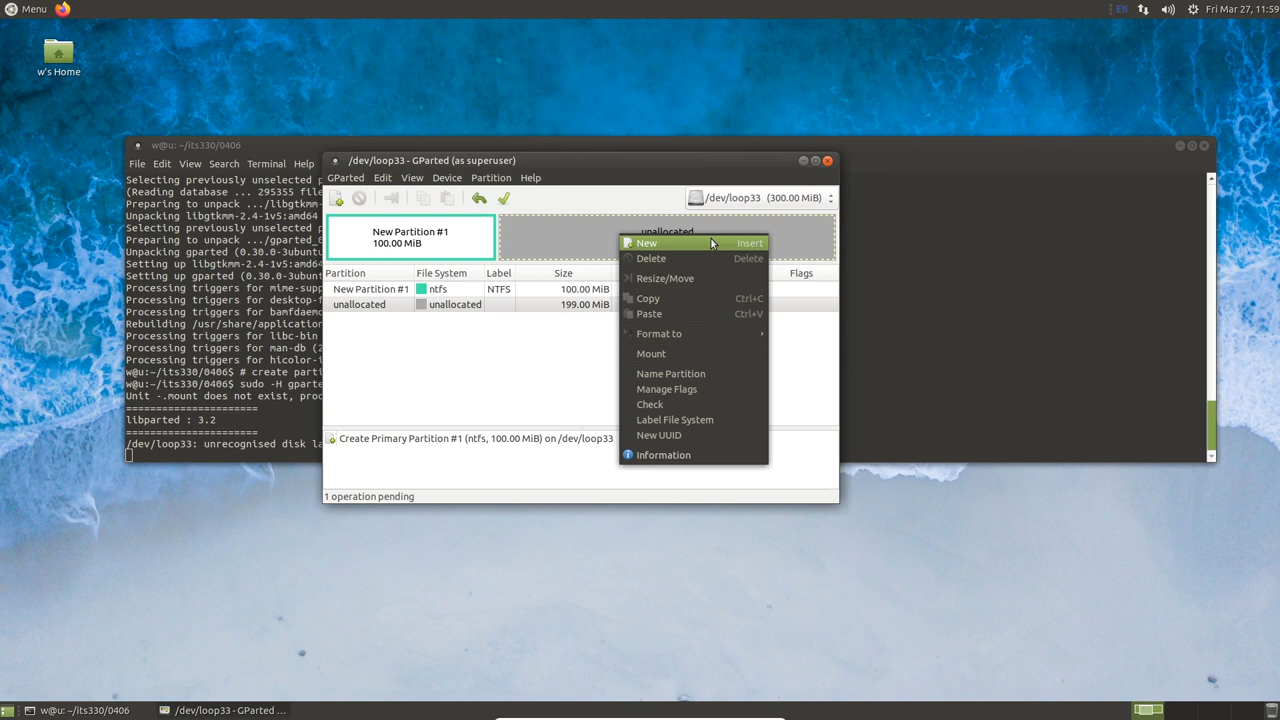 Menu
EN
Fri Mar 27, 11:59
w's Home
w@u: ~/its330/0406
File Edit View Search Terminal Help
Selecting previously unselected p
(Reading database ... 295355 file
Preparing to unpack .../libgtkmm-
Unpacking libgtkmm-2.4-1v5:amd64
Preparing to unpack .../gparted_0
Unpacking gparted (0.30.0-3ubuntu
Setting up libgtkmm-2.4-1v5:amd64
Setting up gparted (0.30.0-3ubunt
Processing triggers for mime-supp
Processing triggers for desktop-f
Processing triggers for bamfdaemo
Rebuilding /usr/share/application
Processing triggers for libc-bin
Processing triggers for man-db (2
Processing triggers for hicolor-i
w@u:~/its330/0406$ # create parti
w@u:~/its330/0406$ sudo -H gparte
Unit -.mount does not exist, proc
======================
libparted : 3.2
======================
/dev/loop33: unrecognised disk la
/dev/loop33 - GParted (as superuser)
GParted Edit View Device Partition Help
/dev/loop33 (300.00 MiB)
New Partition #1
100.00 MiB
unallocated
Partition File System Label Size Flags
New Partition #1 ntfs NTFS 100.00 MiB
unallocated unallocated 199.00 MiB
New Insert
Delete Delete
Resize/Move
Copy Ctrl+C
Paste Ctrl+V
Format to
Mount
Name Partition
Manage Flags
Check
Label File System
New UUID
Information
Create Primary Partition #1 (ntfs, 100.00 MiB) on /dev/loop33
1 operation pending
w@u: ~/its330/0406
/dev/loop33 - GParted ...